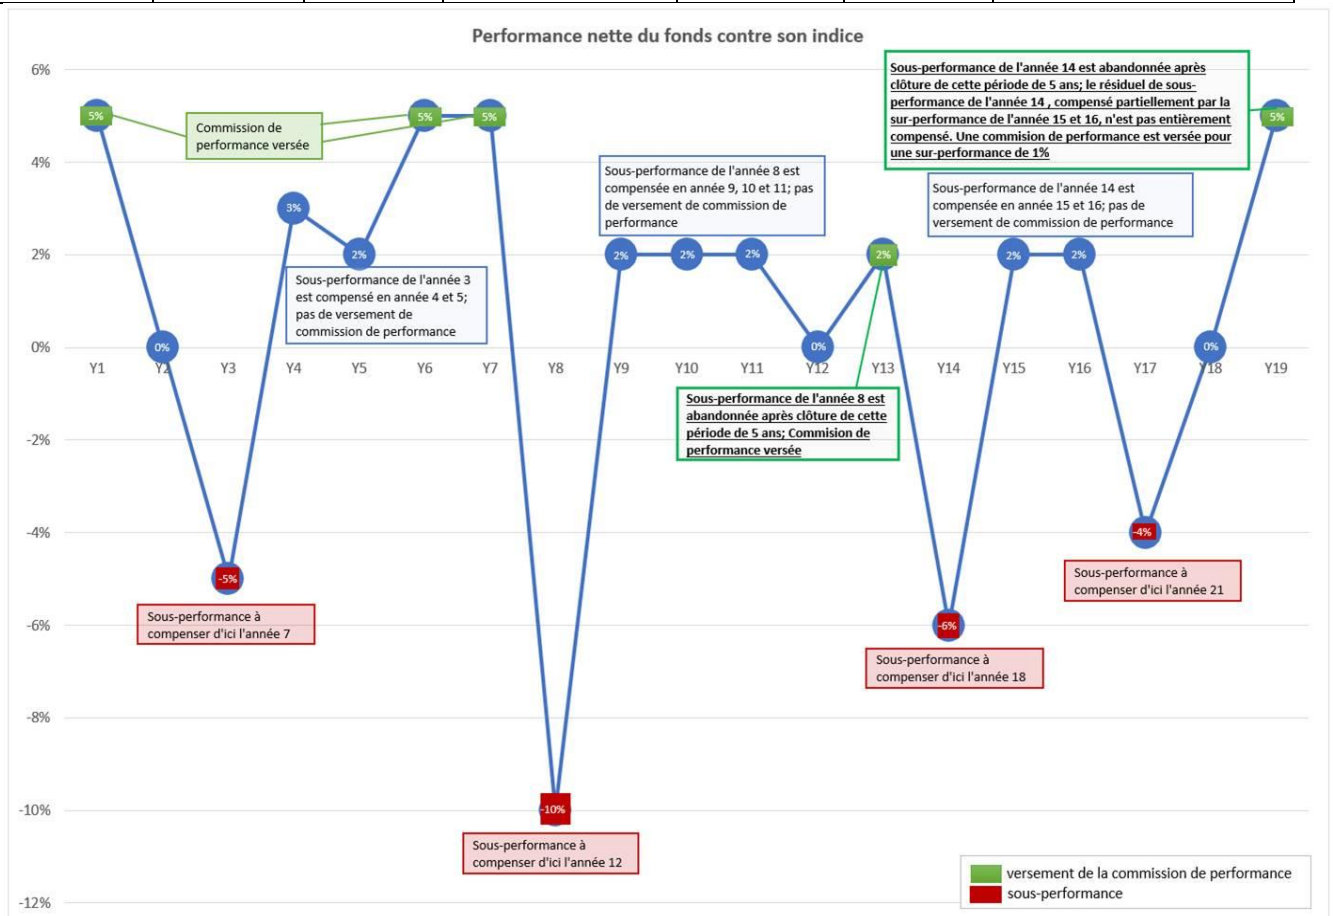 Performance nette du fonds contre son indice
6%
4%
2%
0%
-2%
-4%
-6%
-8%
-10%
-12%
Y1
Y2
Y3
Y4
Y5
Y6
Y7
Y8
Y9
Y10
Y11
Y12
Y13
Y14
Y15
Y16
Y17
Y18
Y19
5%
0%
-5%
3%
2%
5%
5%
-10%
2%
2%
2%
0%
2%
-6%
2%
2%
-4%
0%
5%
Commission de
performance versée
Sous-performance à
compenser d'ici l'année 7
Sous-performance de l'année 3
est compensé en année 4 et 5;
pas de versement de
commission de performance
Sous-performance à
compenser d'ici l'année 12
Sous-performance de l'année 8 est
compensée en année 9, 10 et 11; pas
de versement de commission de
performance
Sous-performance de l'année 8 est
abandonnée après clôture de cette
période de 5 ans; Commision de
performance versée
Sous-performance à
compenser d'ici l'année 18
Sous-performance de l'année 14 est
compensée en année 15 et 16; pas de
versement de commission de performance
Sous-performance à
compenser d'ici l'année 21
Sous-performance de l'année 14 est abandonnée après
clôture de cette période de 5 ans; le résiduel de sous-
performance de l'année 14 , compensé partiellement par la
sur-performance de l'année 15 et 16, n'est pas entièrement
compensé. Une commision de performance est versée pour
une sur-performance de 1%
versement de la commission de performance
sous-performance